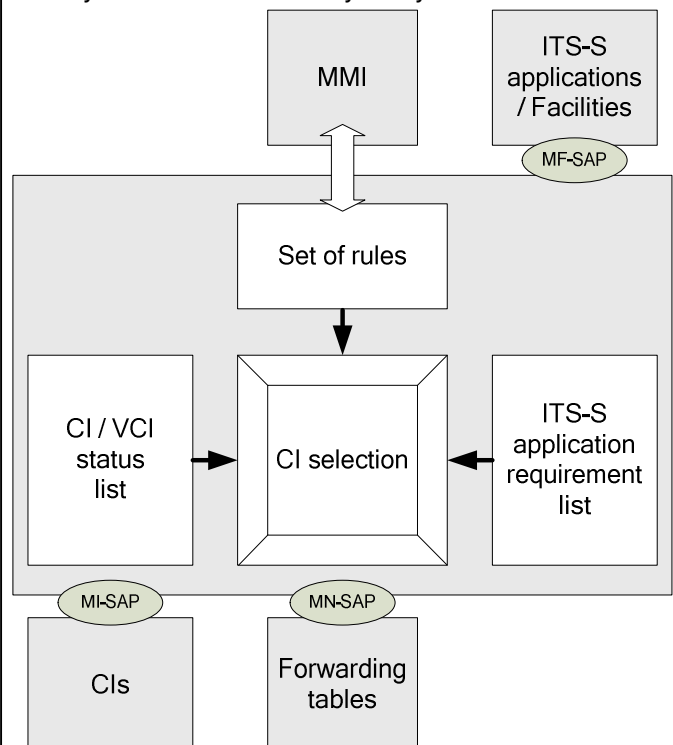 MMI
ITS-S
applications
/ Facilities
MF-SAP
Set of rules
CI / VCI
status
list
CI selection
ITS-S
application
requirement
list
MI-SAP
MN-SAP
CIs
Forwarding
tables